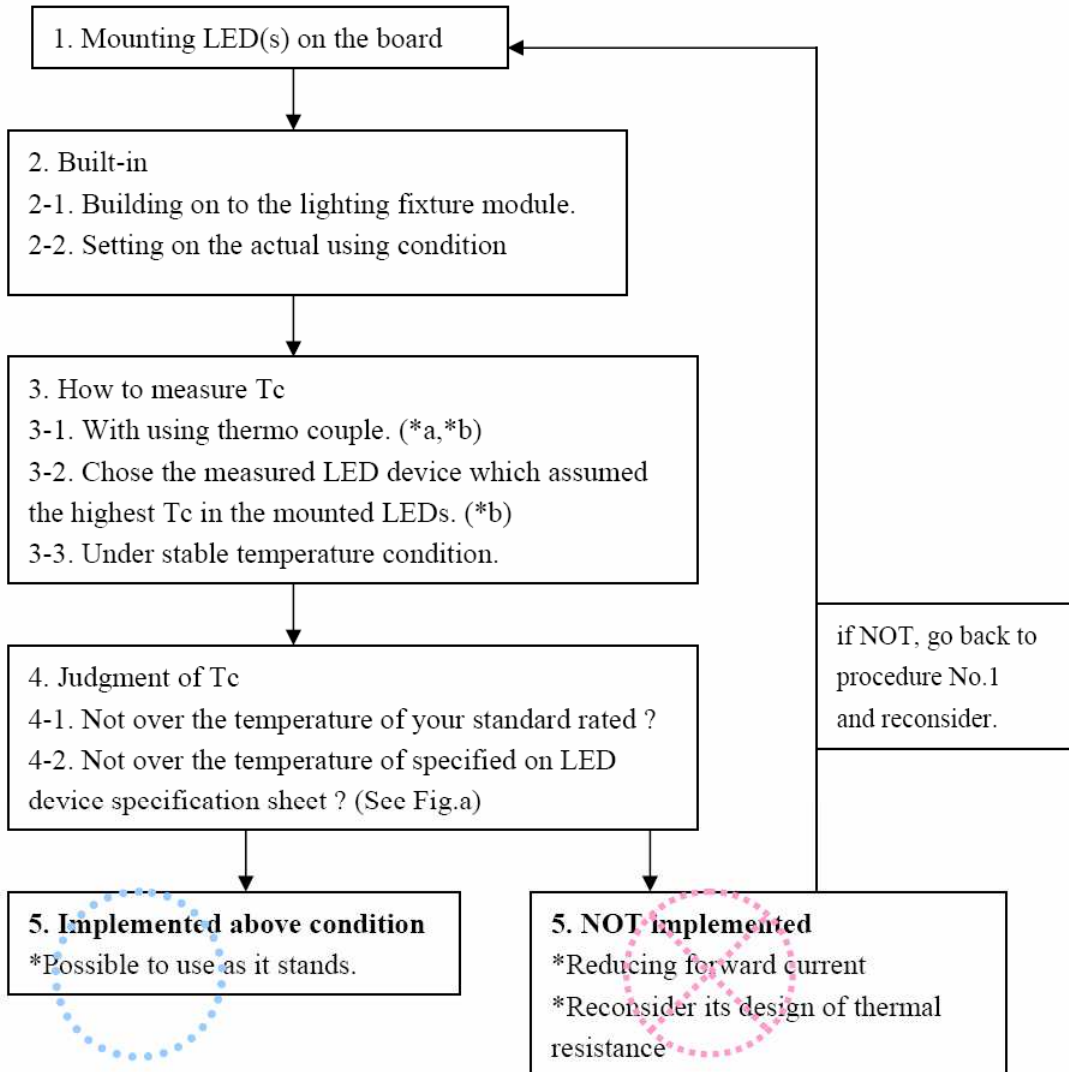 1. Mounting LED(s) on the board
2. Built-in
2-1. Building on to the lighting fixture module.
2-2. Setting on the actual using condition
3. How to measure Tc
3-1. With using thermo couple. (*a,*b)
3-2. Chose the measured LED device which assumed
the highest Tc in the mounted LEDs. (*b)
3-3. Under stable temperature condition.
if NOT, go back to
procedure No.1
and reconsider.
4. Judgment of Tc
4-1. Not over the temperature of your standard rated ?
4-2. Not over the temperature of specified on LED
device specification sheet ? (See Fig.a)
5. Implemented above condition
*Possible to use as it stands.
5. NOT implemented
*Reducing forward current
*Reconsider its design of thermal
resistance